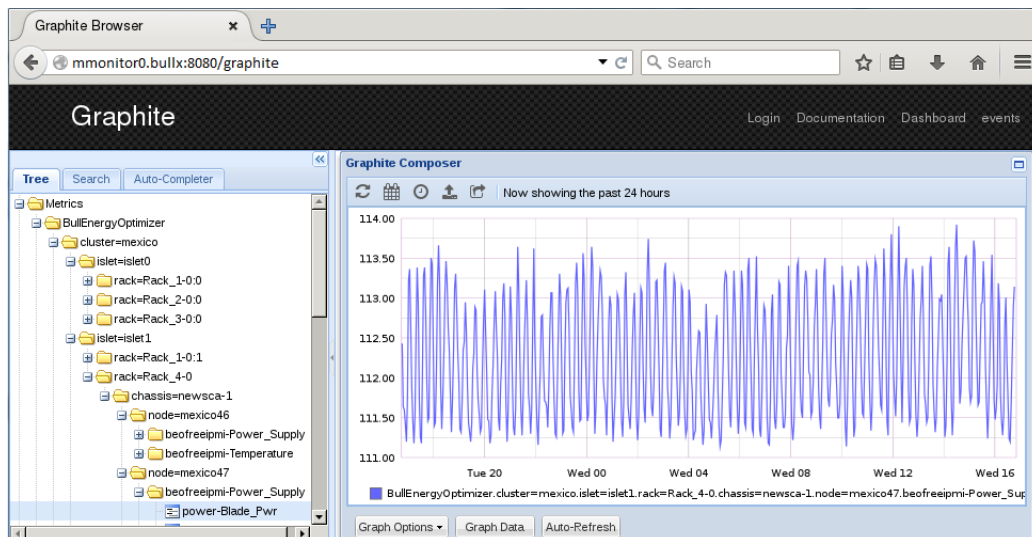 Graphite Browser
mmonitor0.bullx:8080/graphite
Search
Graphite
Login Documentation Dashboard events
Tree Search Auto-Completer
Metrics
BullEnergyOptimizer
cluster=mexico
islet=islet0
rack=Rack_1-0:0
rack=Rack_2-0:0
rack=Rack_3-0:0
islet=islet1
rack=Rack_1-0:1
rack=Rack_4-0
chassis=newsca-1
node=mexico46
beofreeipmi-Power_Supply
beofreeipmi-Temperature
node=mexico47
beofreeipmi-Power_Supply
power-Blade_Pwr
Graphite Composer
Now showing the past 24 hours
114.00
113.50
113.00
112.50
112.00
111.50
111.00
Tue 20 Wed 00 Wed 04 Wed 08 Wed 12 Wed 16
BullEnergyOptimizer.cluster=mexico.islet=islet1.rack=Rack_4-0.chassis=newsca-1.node=mexico47.beofreeipmi-Power_Sup
Graph Options Graph Data Auto-Refresh